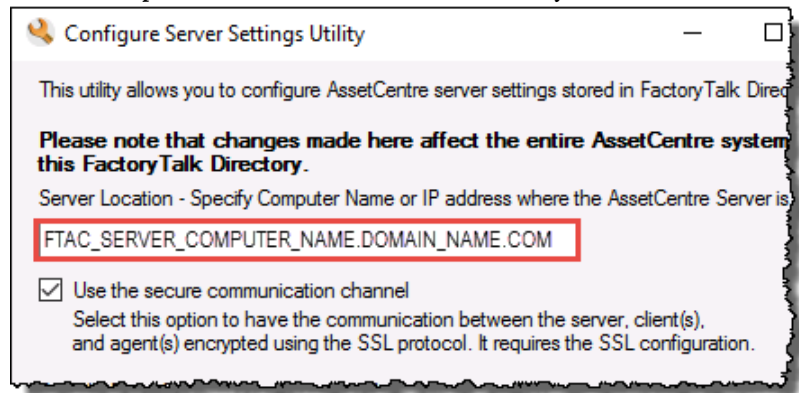 Configure Server Settings Utility
This utility allows you to configure AssetCentre server settings stored in FactoryTalk Direc
Please note that changes made here affect the entire AssetCentre system
this FactoryTalk Directory.
Server Location - Specify Computer Name or IP address where the AssetCentre Server is
FTAC_SERVER_COMPUTER_NAME.DOMAIN_NAME.COM
Use the secure communication channel
Select this option to have the communication between the server, client(s),
and agent(s) encrypted using the SSL protocol. It requires the SSL configuration.